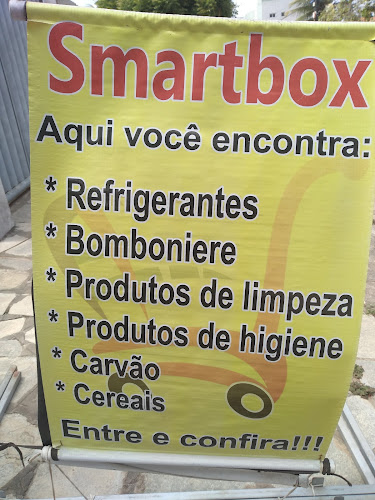 Smartbox
Aqui você encontra:
* Refrigerantes
* Bomboniere
* Produtos de limpeza
* Produtos de higiene
* Carvão
* Cereais
Entre e confira!!!